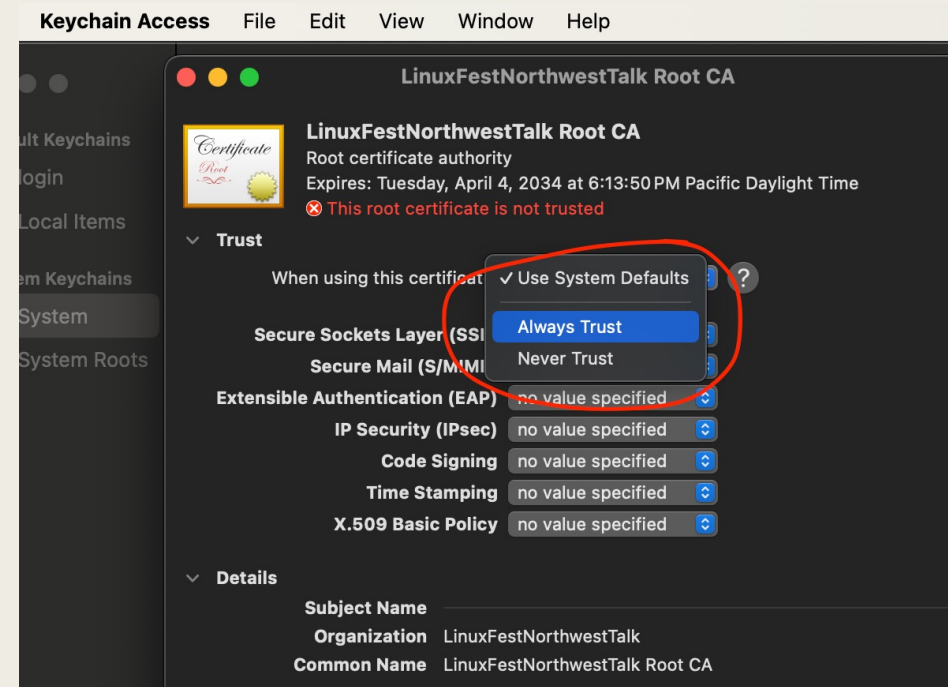 Keychain Access File Edit View Window Help
LinuxFestNorthwestTalk Root CA
Certificate
Root
LinuxFestNorthwestTalk Root CA
Root certificate authority
Expires: Tuesday, April 4, 2034 at 6:13:50 PM Pacific Daylight Time
This root certificate is not trusted
ult Keychains
login
Local Items
em Keychains
System
System Roots
Trust
When using this certificat ✓ Use System Defaults ?
Always Trust
Never Trust
Secure Sockets Layer (SSL
Secure Mail (S/MIM
Extensible Authentication (EAP) no value specified
IP Security (IPsec) no value specified
Code Signing no value specified
Time Stamping no value specified
X.509 Basic Policy no value specified
Details
Subject Name
Organization LinuxFestNorthwestTalk
Common Name LinuxFestNorthwestTalk Root CA